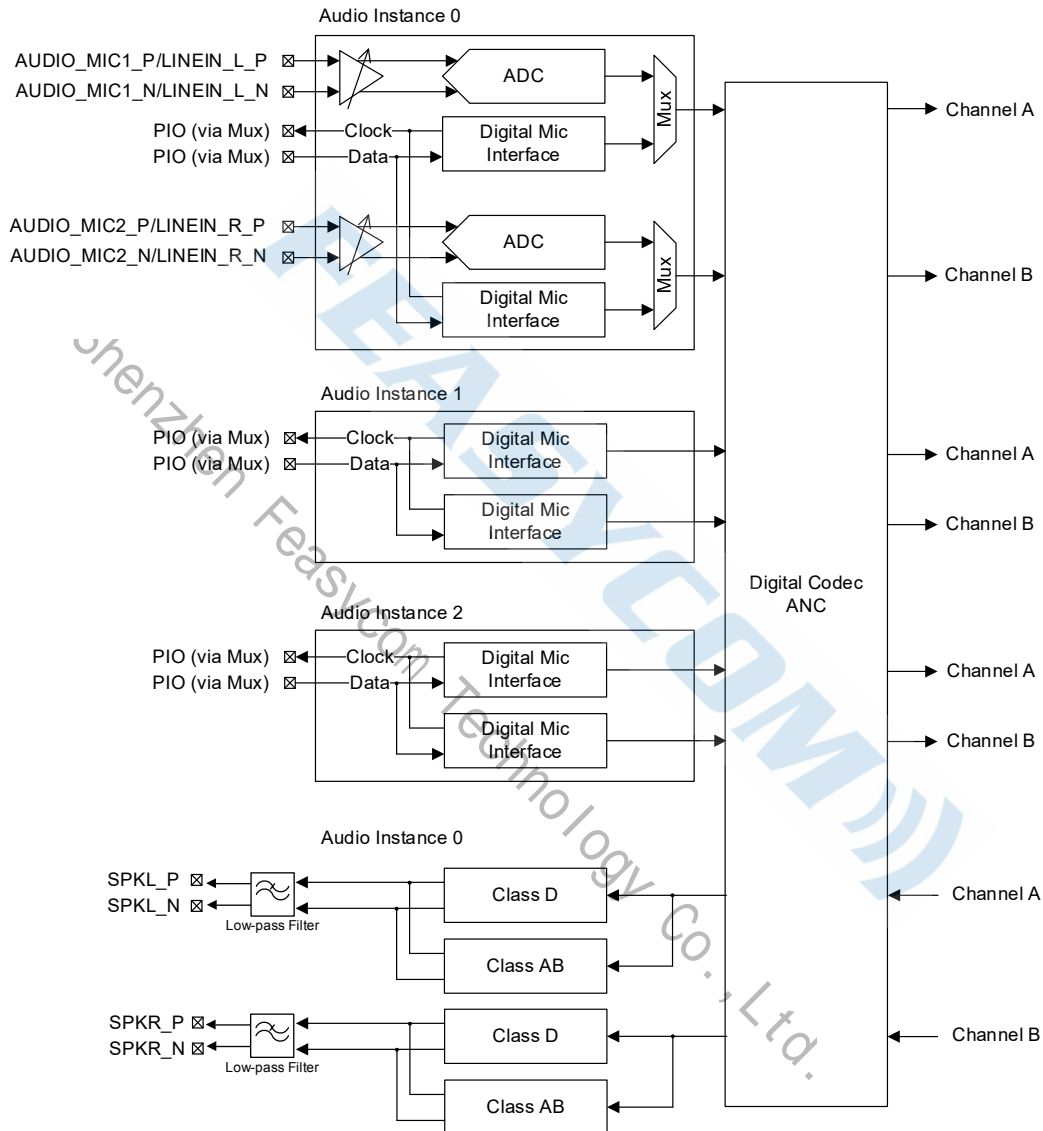 Audio Instance 0
AUDIO_MIC1_P/LINEIN_L_P
AUDIO_MIC1_N/LINEIN_L_N
PIO (via Mux)
PIO (via Mux)
Clock
Data
ADC
Digital Mic
Interface
Mux
Channel A
AUDIO_MIC2_P/LINEIN_R_P
AUDIO_MIC2_N/LINEIN_R_N
ADC
Digital Mic
Interface
Mux
Channel B
Audio Instance 1
PIO (via Mux)
PIO (via Mux)
Clock
Data
Digital Mic
Interface
Digital Mic
Interface
Channel A
Channel B
Digital Codec
ANC
Audio Instance 2
PIO (via Mux)
PIO (via Mux)
Clock
Data
Digital Mic
Interface
Digital Mic
Interface
Channel A
Channel B
Audio Instance 0
SPKL_P
SPKL_N
Low-pass Filter
Class D
Class AB
Channel A
SPKR_P
SPKR_N
Low-pass Filter
Class D
Class AB
Channel B
FEASYCOM
Shenzhen Feasycom Technology Co.,Ltd.